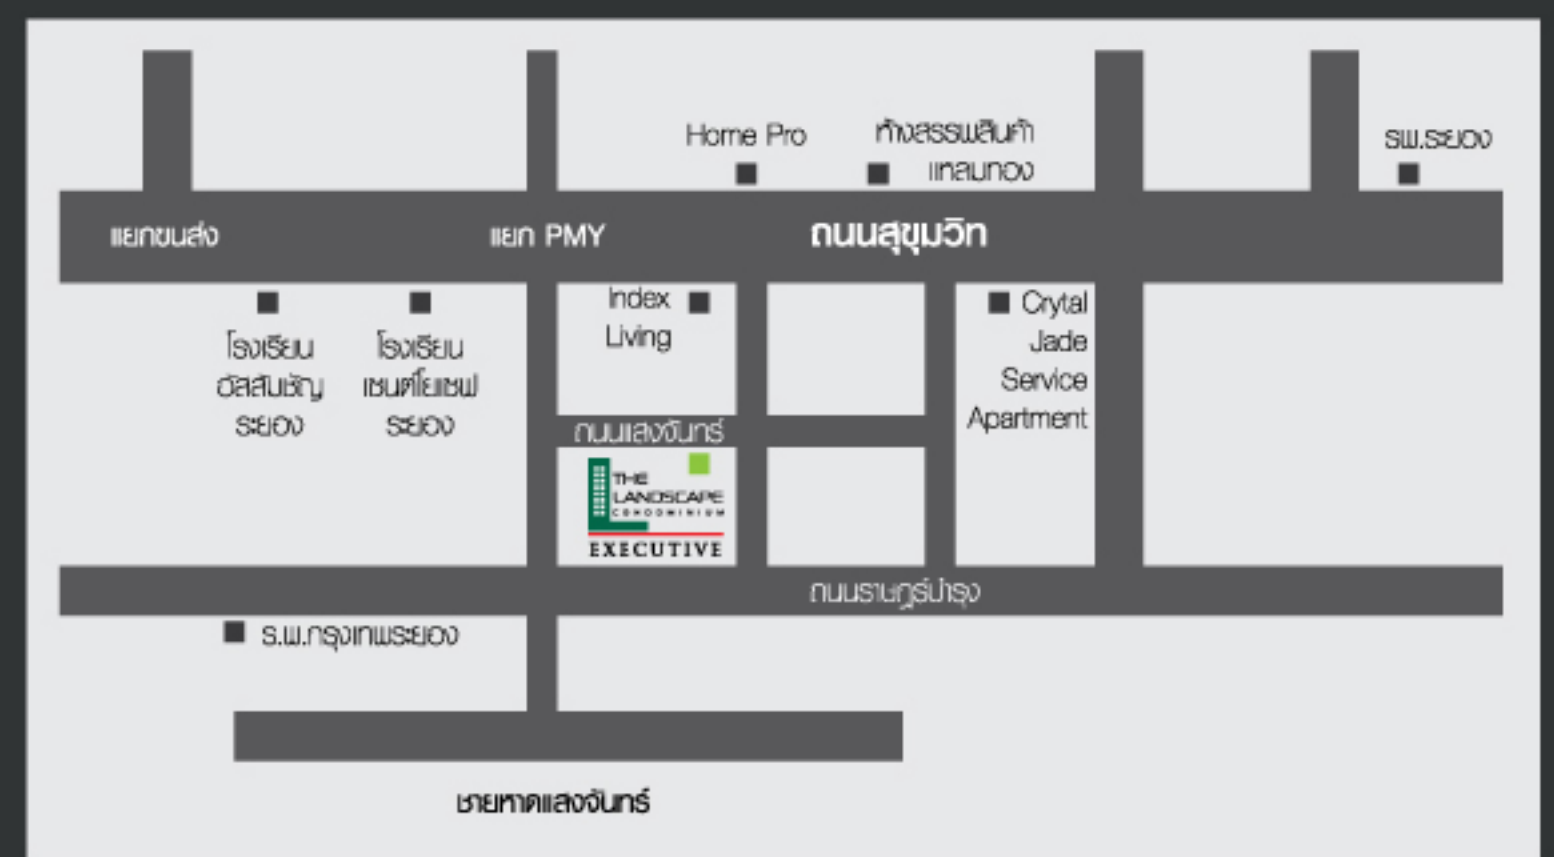 Home Pro
ห้างสรรพสินค้า
แหลมทอง
รพ.ระยอง
แยกขนส่ง
แยก PMY
ถนนสุขุมวิท
Index
Living
Crytal
Jade
Service
Apartment
โรงเรียน
อัสสัมชัญ
ระยอง
โรงเรียน
เซนต์โยเซฟ
ระยอง
ถนนแสงจันทร์
THE
LANDSCAPE
CONDOMINIUM
EXECUTIVE
ถนนราษฎร์บำรุง
ร.พ.กรุงเทพระยอง
ชายหาดแสงจันทร์